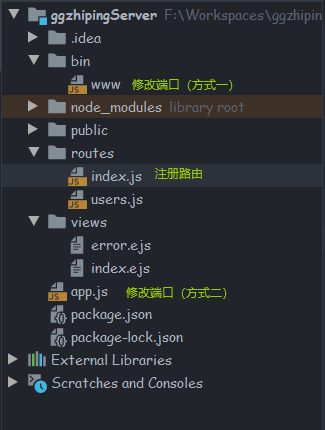 ggzhipingServer F:\Workspaces\ggzhipin
.idea
bin
www 修改端口（方式一）
node_modules library root
public
routes
index.js 注册路由
users.js
views
error.ejs
index.ejs
app.js 修改端口（方式二）
package.json
package-lock.json
External Libraries
Scratches and Consoles